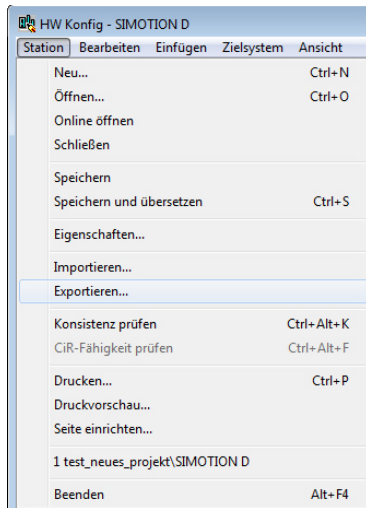 HW Konfig - SIMOTION D
Station Bearbeiten Einfügen Zielsystem Ansicht
Neu... Ctrl+N
Öffnen... Ctrl+O
Online öffnen
Schließen
Speichern
Speichern und übersetzen Ctrl+S
Eigenschaften...
Importieren...
Exportieren...
Konsistenz prüfen Ctrl+Alt+K
CiR-Fähigkeit prüfen Ctrl+Alt+F
Drucken... Ctrl+P
Druckvorschau...
Seite einrichten...
1 test_neues_projekt\SIMOTION D
Beenden Alt+F4